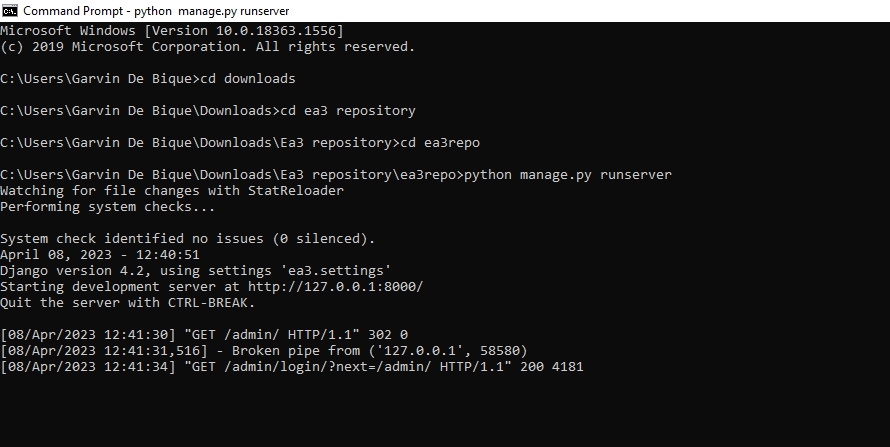 Command Prompt - python  manage.py runserver
Microsoft Windows [Version 10.0.18363.1556]
(c) 2019 Microsoft Corporation. All rights reserved.
C:\Users\Garvin De Bique>cd downloads
C:\Users\Garvin De Bique\Downloads>cd ea3 repository
C:\Users\Garvin De Bique\Downloads\Ea3 repository>cd ea3repo
C:\Users\Garvin De Bique\Downloads\Ea3 repository\ea3repo>python manage.py runserver
Watching for file changes with StatReloader
Performing system checks...
System check identified no issues (0 silenced).
April 08, 2023 - 12:40:51
Django version 4.2, using settings 'ea3.settings'
Starting development server at http://127.0.0.1:8000/
Quit the server with CTRL-BREAK.
[08/Apr/2023 12:41:30] "GET /admin/ HTTP/1.1" 302 0
[08/Apr/2023 12:41:31,516] - Broken pipe from ('127.0.0.1', 58580)
[08/Apr/2023 12:41:34] "GET /admin/login/?next=/admin/ HTTP/1.1" 200 4181